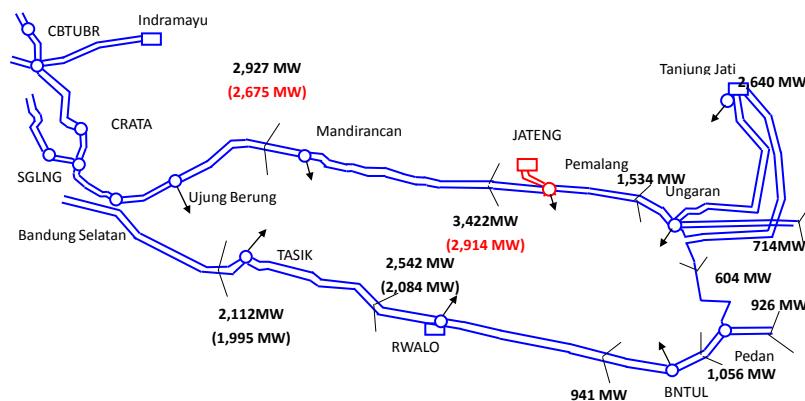 Indramayu
CBTUBR
Tanjung Jati
2,640 MW
2,927 MW
(2,675 MW)
CRATA
Mandirancan
JATENG
Pemalang
SGLNG
1,534 MW
Ungaran
Ujung Berung
3,422MW
(2,914 MW)
Bandung Selatan
714MW
TASIK
2,542 MW
(2,084 MW)
604 MW
2,112MW
(1,995 MW)
926 MW
RWALO
Pedan
1,056 MW
941 MW
BNTUL